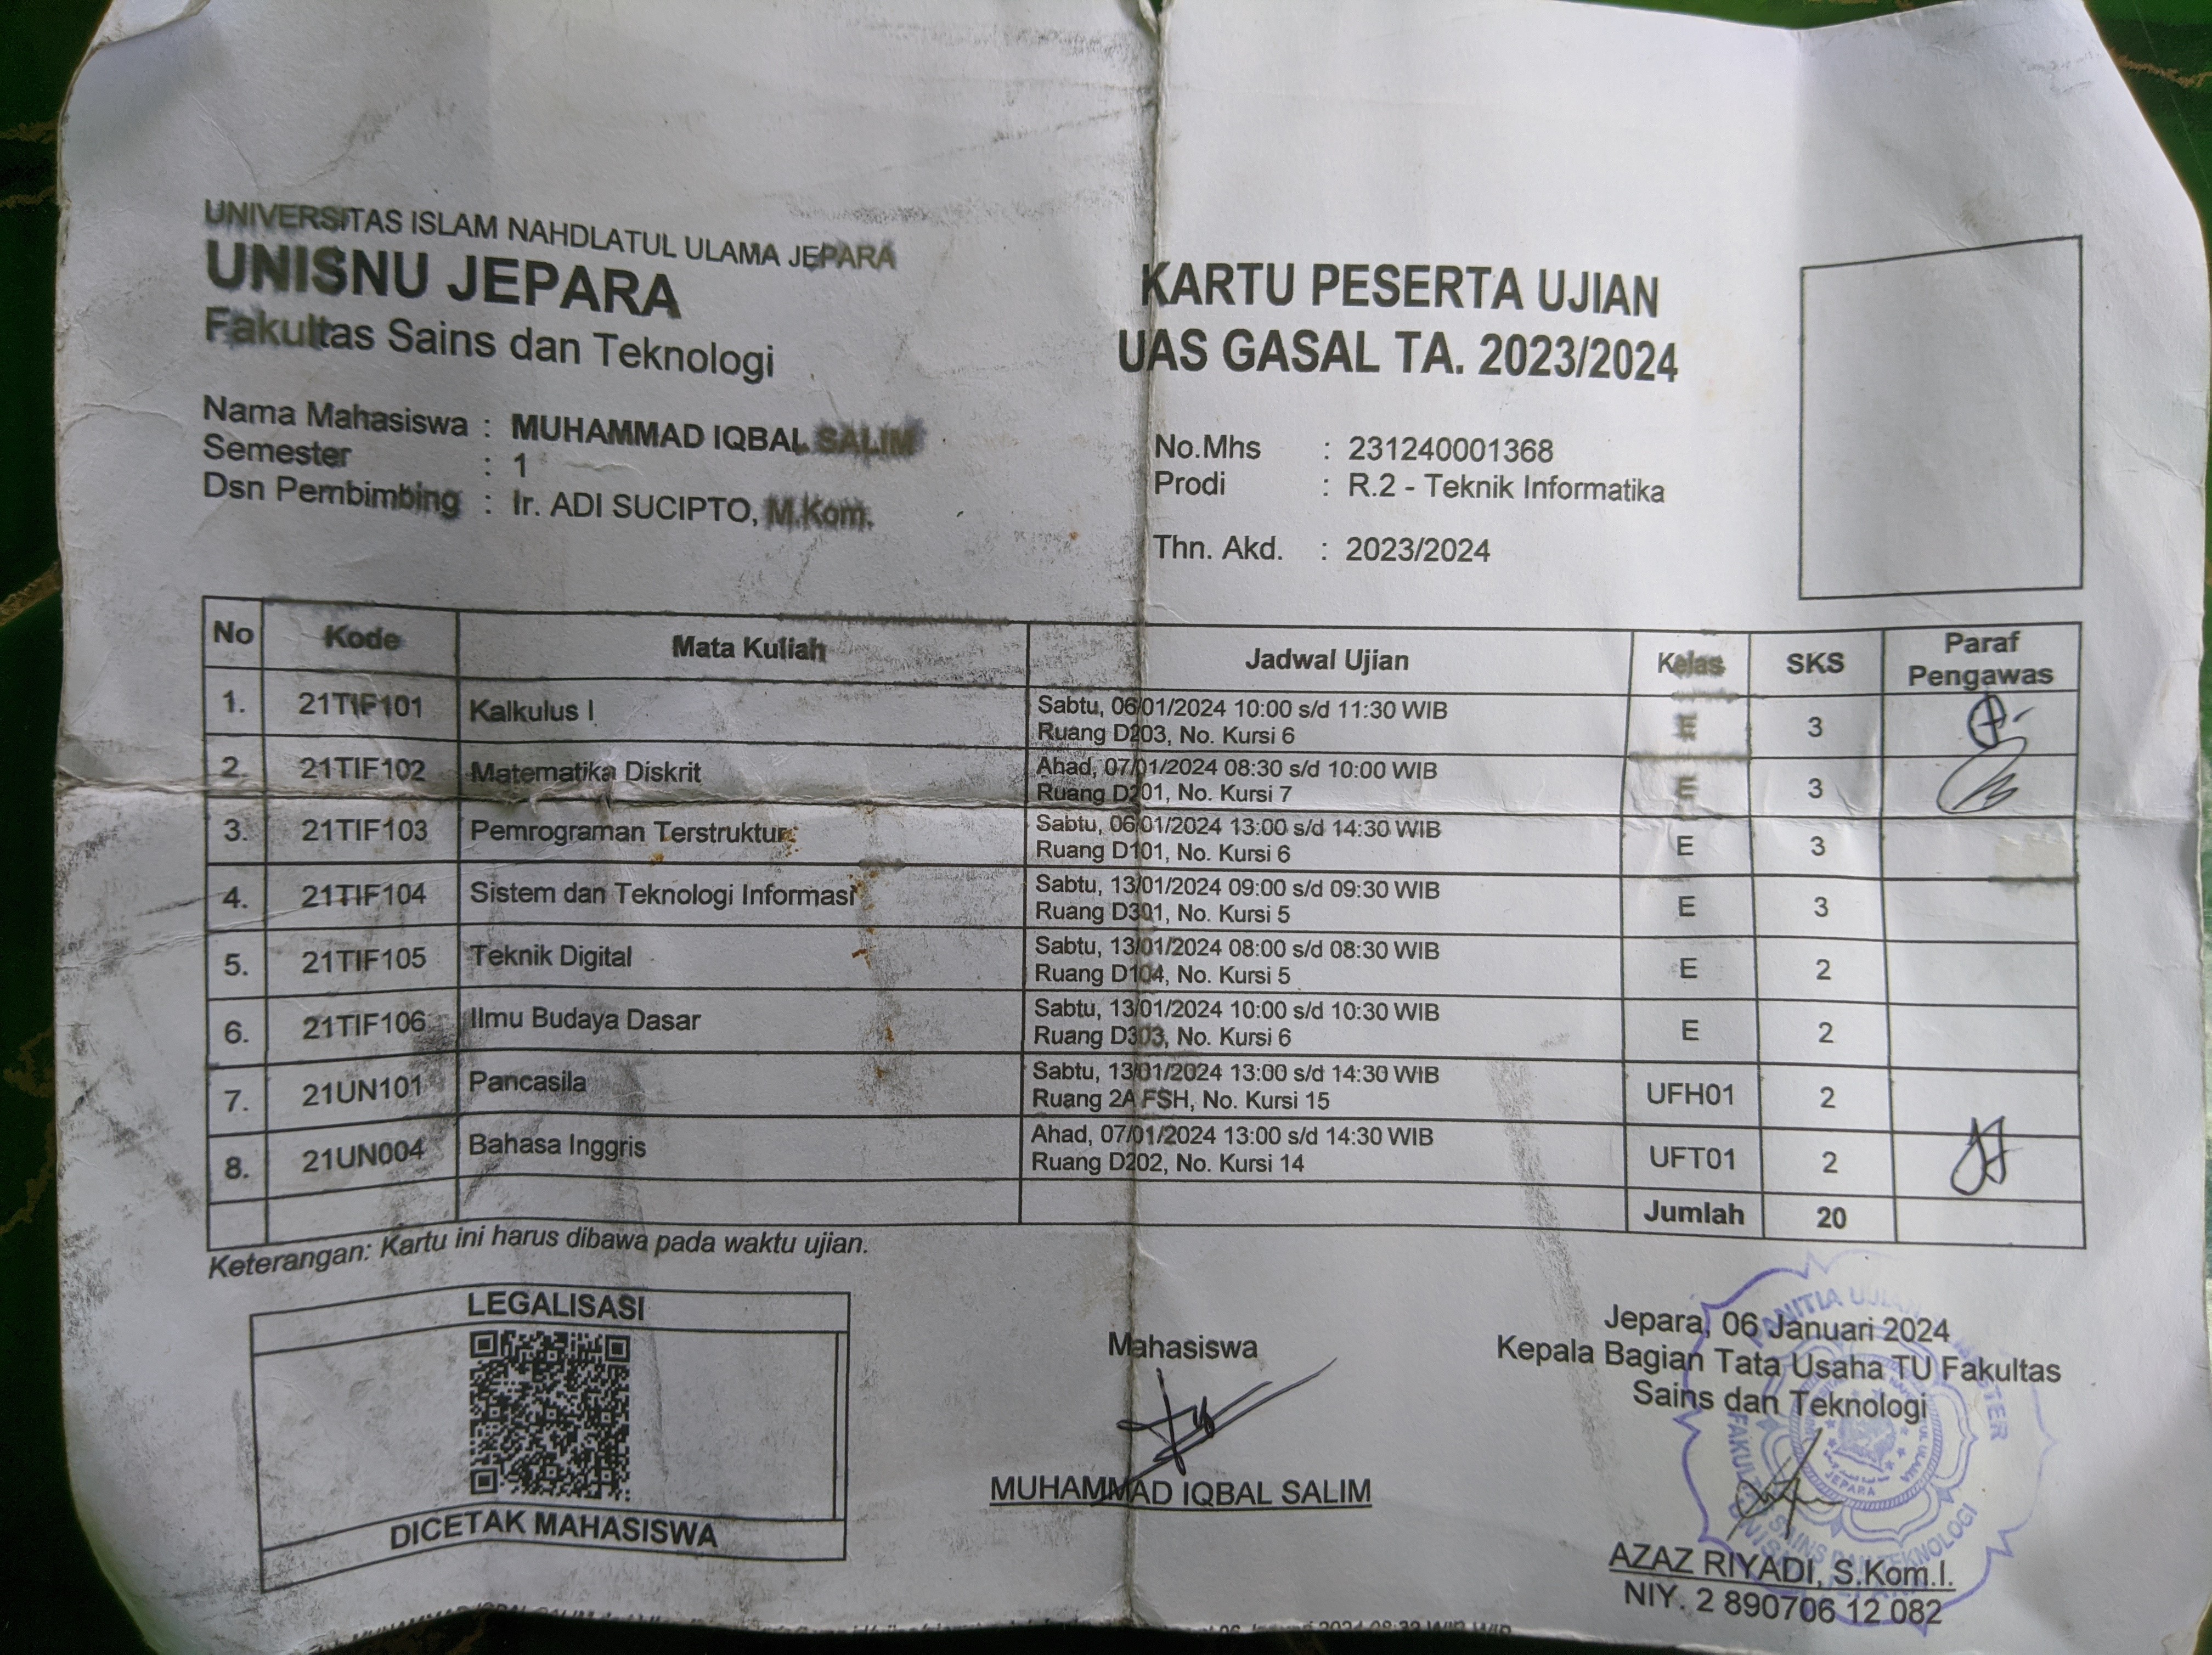 UNIVERSITAS ISLAM NAHDLATUL ULAMA JEPARA
UNISNU JEPARA
Fakultas Sains dan Teknologi
KARTU PESERTA UJIAN
UAS GASAL TA. 2023/2024
Nama Mahasiswa : MUHAMMAD IQBAL SALIM
Semester : 1
Dsn Pembimbing : Ir. ADI SUCIPTO, M.Kom.
No.Mhs : 231240001368
Prodi : R.2 - Teknik Informatika
Thn. Akd. : 2023/2024
No Kode Mata Kuliah Jadwal Ujian Kelas SKS Paraf Pengawas
1. 21TIF101 Kalkulus I Sabtu, 06/01/2024 10:00 s/d 11:30 WIB E 3
Ruang D203, No. Kursi 6
2. 21TIF102 Matematika Diskrit Ahad, 07/01/2024 08:30 s/d 10:00 WIB E 3
Ruang D201, No. Kursi 7
3. 21TIF103 Pemrograman Terstruktur Sabtu, 06/01/2024 13:00 s/d 14:30 WIB E 3
Ruang D101, No. Kursi 6
4. 21TIF104 Sistem dan Teknologi Informasi Sabtu, 13/01/2024 09:00 s/d 09:30 WIB E 3
Ruang D301, No. Kursi 5
5. 21TIF105 Teknik Digital Sabtu, 13/01/2024 08:00 s/d 08:30 WIB E 2
Ruang D104, No. Kursi 5
6. 21TIF106 Ilmu Budaya Dasar Sabtu, 13/01/2024 10:00 s/d 10:30 WIB E 2
Ruang D303, No. Kursi 6
7. 21UN101 Pancasila Sabtu, 13/01/2024 13:00 s/d 14:30 WIB UFH01 2
Ruang 2A FSH, No. Kursi 15
8. 21UN004 Bahasa Inggris Ahad, 07/01/2024 13:00 s/d 14:30 WIB UFT01 2
Ruang D202, No. Kursi 14
Jumlah 20
Keterangan: Kartu ini harus dibawa pada waktu ujian.
LEGALISASI
DICETAK MAHASISWA
Mahasiswa
MUHAMMAD IQBAL SALIM
Jepara, 06 Januari 2024
Kepala Bagian Tata Usaha TU Fakultas
Sains dan Teknologi
AZAZ RIYADI, S.Kom.I.
NIY. 2 890706 12 082
JEPARA
SAINS DAN TEKNOLOGI